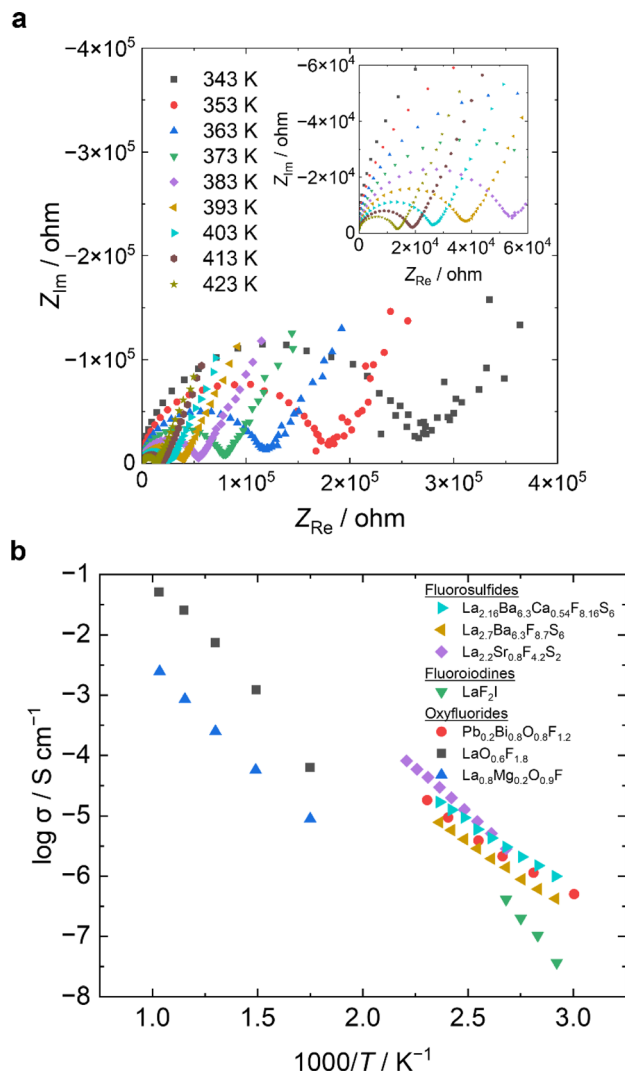 a
−4×10⁵
−3×10⁵
−2×10⁵
−1×10⁵
0
Z_Im / ohm
343 K
353 K
363 K
373 K
383 K
393 K
403 K
413 K
423 K
−6×10⁴
−4×10⁴
−2×10⁴
0
Z_Im / ohm
0 2×10⁴ 4×10⁴ 6×10⁴
Z_Re / ohm
0 1×10⁵ 2×10⁵ 3×10⁵ 4×10⁵
Z_Re / ohm
b
−1
−2
−3
−4
−5
−6
−7
−8
log σ / S cm⁻¹
Fluorosulfides
La₂.₁₆Ba₆.₃Ca₀.₅₄F₈.₁₆S₆
La₂.₇Ba₆.₃F₈.₇S₆
La₂.₂Sr₀.₈F₄.₂S₂
Fluoroiodines
LaF₂I
Oxyfluorides
Pb₀.₂Bi₀.₈O₀.₈F₁.₂
LaO₀.₆F₁.₈
La₀.₈Mg₀.₂O₀.₉F
1.0 1.5 2.0 2.5 3.0
1000/T / K⁻¹